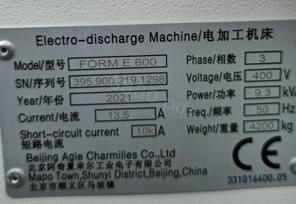 Electro-discharge Machine/电加工机床
Model/型号 FORM E 600 Phase/相数 3
SN/序列号 395.900.219.1298 Voltage/电压 400 V
Year/年份 2021 Power/功率 9.3 kVA
Current/电流 13.5 A Freq./频率 50 Hz
Short-circuit current 10kA Weight/重量 4200 kg
短路电流
Beijing Agie Charmilles Co., Ltd
北京阿奇夏米尔工业电子有限公司
Mapo Town, Shunyi District, Beijing, China
北京市顺义区马坡镇 331016400.05